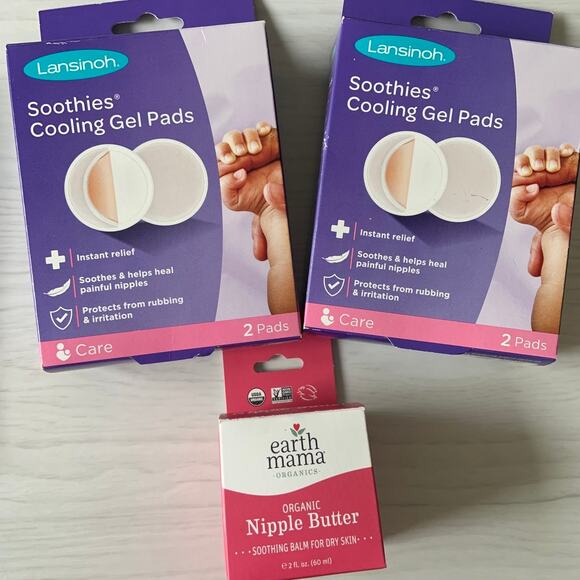 Lansinoh®
Soothies®
Cooling Gel Pads
Instant relief
Soothes & helps heal
painful nipples
Protects from rubbing
& irritation
Care
2 Pads
Lansinoh®
Soothies®
Cooling Gel Pads
Instant relief
Soothes & helps heal
painful nipples
Protects from rubbing
& irritation
Care
2 Pads
USDA
ORGANIC
earth
mama®
·ORGANICS·
ORGANIC
Nipple Butter
•••SOOTHING BALM FOR DRY SKIN•••
℮ 2 fl. oz. (60 ml)